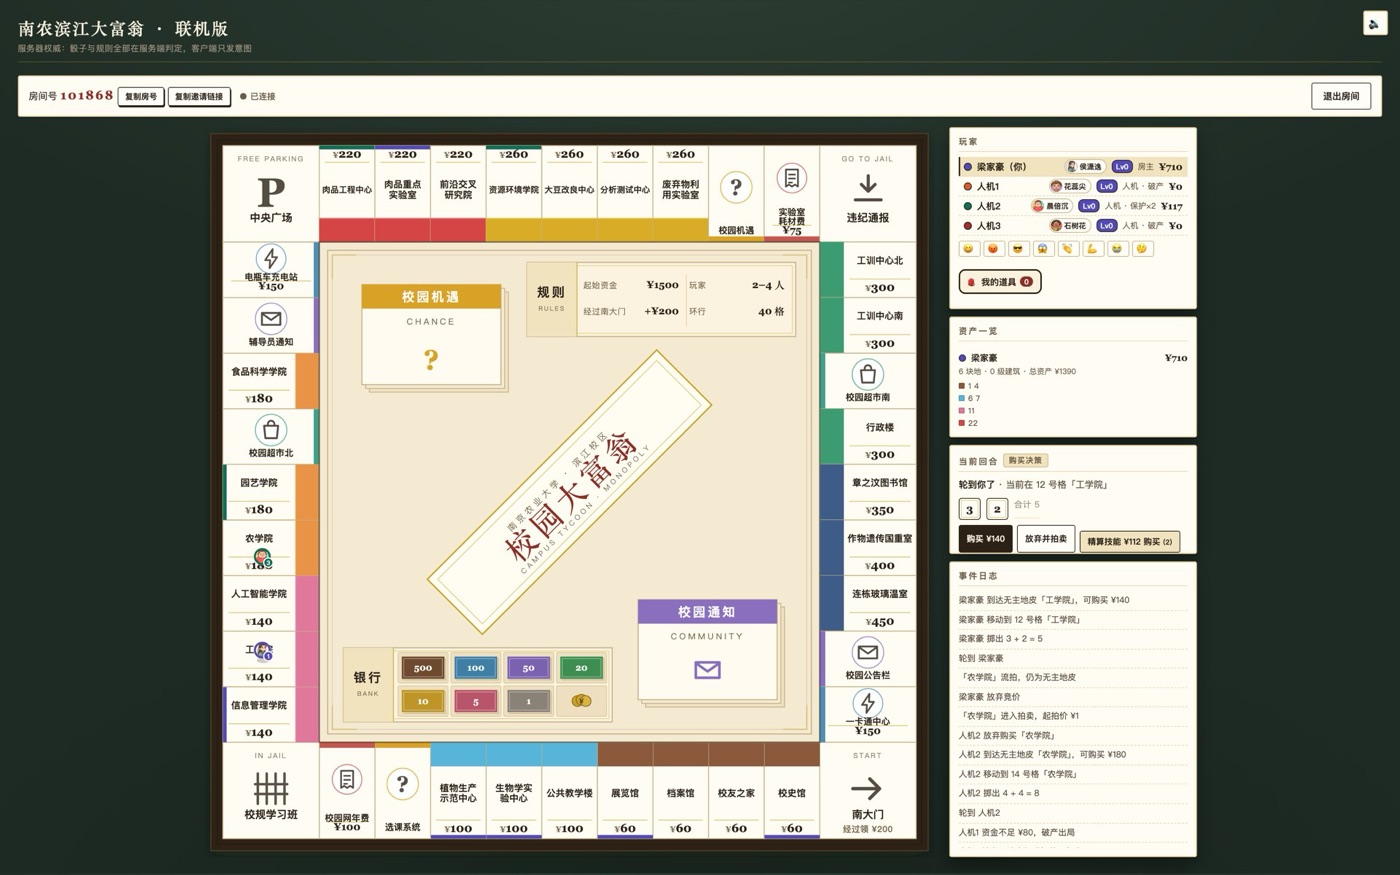 南农滨江大富翁 · 联机版
服务器权威：骰子与规则全部在服务端判定，客户端只发意图
房间号 101868 复制房号 复制邀请链接 已连接 退出房间
FREE PARKING
P
中央广场
¥220
肉品工程中心
¥220
肉品重点
实验室
¥220
前沿交叉
研究院
¥260
资源环境学院
¥260
大豆改良中心
¥260
分析测试中心
¥260
废弃物利
用实验室
?
校园机遇
实验室
耗材费
¥75
GO TO JAIL
违纪通报
电瓶车充电站
¥150
辅导员通知
食品科学学院
¥180
校园超市北
园艺学院
¥180
农学院
3
人工智能学院
¥140
1
¥140
信息管理学院
¥140
校园机遇
CHANCE
?
规则
RULES
起始资金 ¥1500 玩家 2–4 人
经过南大门 +¥200 环行 40 格
南京农业大学 · 滨江校区
校园大富翁
CAMPUS TYCOON · MONOPOLY
银行
BANK
500 100 50 20
10 5 1
校园通知
COMMUNITY
工训中心北
¥300
工训中心南
¥300
校园超市南
行政楼
¥300
章之汶图书馆
¥350
作物遗传国重室
¥400
连栋玻璃温室
¥450
校园公告栏
一卡通中心
¥150
IN JAIL
校规学习班
校园网年费
¥100
?
选课系统
植物生产
示范中心
¥100
生物学实
验中心
¥100
公共教学楼
¥100
展览馆
¥60
档案馆
¥60
校友之家
¥60
校史馆
¥60
START
南大门
经过领 ¥200
玩家
梁家豪（你） 侯潇逸 Lv0 房主 ¥710
人机1 花蕊尖 Lv0 人机 · 破产 ¥0
人机2 晨倍沉 Lv0 人机 · 保护×2 ¥117
人机3 石树花 Lv0 人机 · 破产 ¥0
我的道具 0
资产一览
梁家豪 ¥710
6 块地 · 0 级建筑 · 总资产 ¥1390
1 4
6 7
11
22
当前回合 购买决策
轮到你了 · 当前在 12 号格「工学院」
3 2 合计 5
购买 ¥140 放弃并拍卖 精算技能 ¥112 购买 (2)
事件日志
梁家豪 到达无主地皮「工学院」，可购买 ¥140
梁家豪 移动到 12 号格「工学院」
梁家豪 掷出 3 + 2 = 5
轮到 梁家豪
「农学院」流拍，仍为无主地皮
梁家豪 放弃竞价
「农学院」进入拍卖，起拍价 ¥1
人机2 放弃购买「农学院」
人机2 到达无主地皮「农学院」，可购买 ¥180
人机2 移动到 14 号格「农学院」
人机2 掷出 4 + 4 = 8
轮到 人机2
人机1 资金不足 ¥80，破产出局